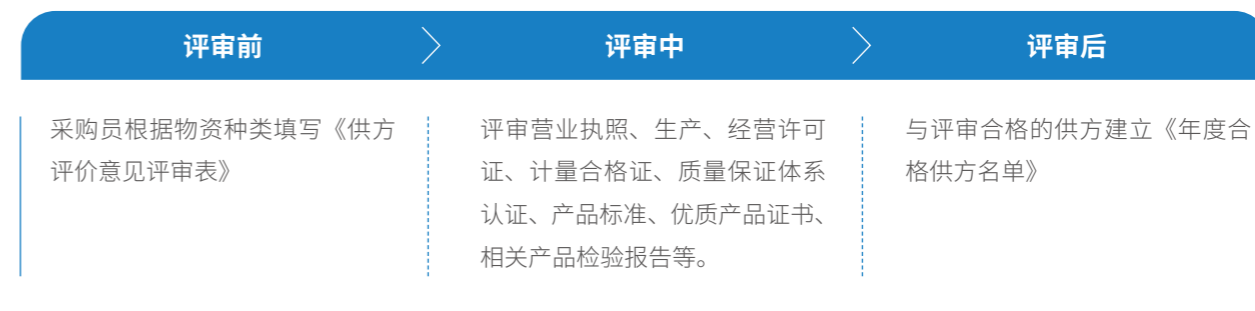 评审前
评审中
评审后
采购员根据物资种类填写《供方
评价意见评审表》
评审营业执照、生产、经营许可
证、计量合格证、质量保证体系
认证、产品标准、优质产品证书、
相关产品检验报告等。
与评审合格的供方建立《年度合
格供方名单》